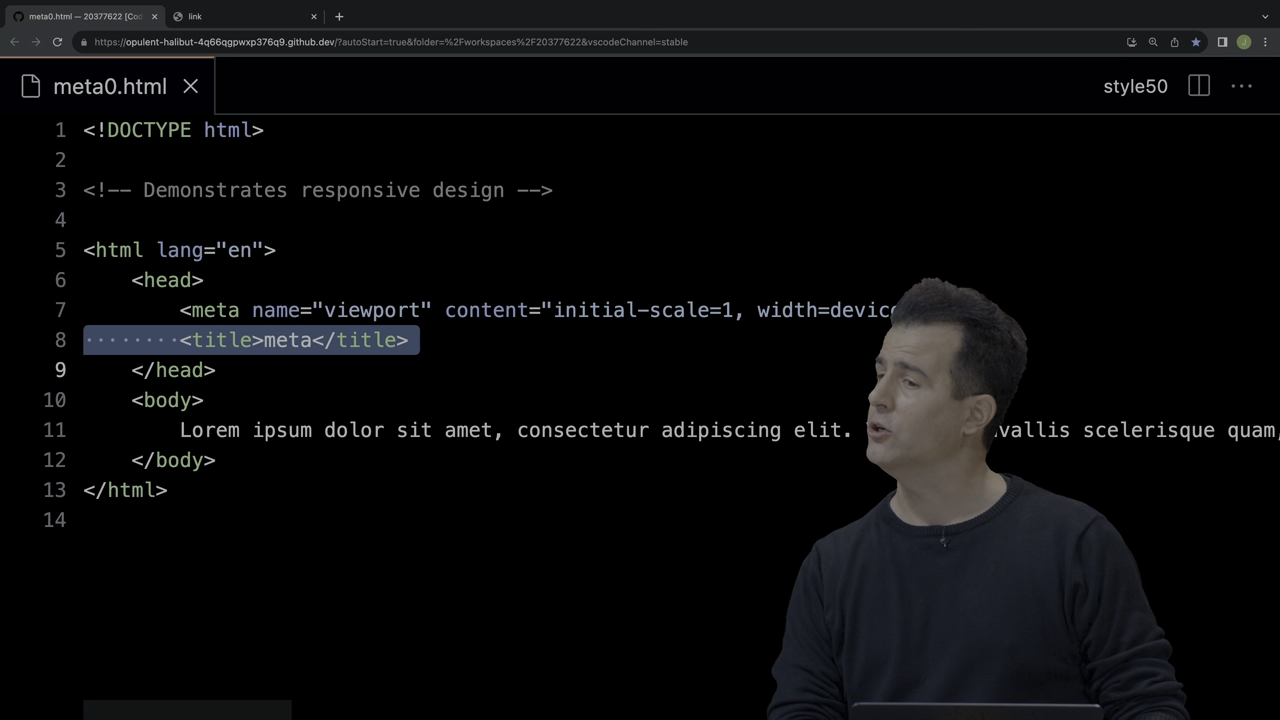 meta0.html — 20377622 [Cod
link
https://opulent-halibut-4q66qgpwxp376q9.github.dev/?autoStart=true&folder=%2Fworkspaces%2F20377622&vscodeChannel=stable
J
meta0.html
style50
1 <!DOCTYPE html>
2
3 <!-- Demonstrates responsive design -->
4
5 <html lang="en">
6 <head>
7 <meta name="viewport" content="initial-scale=1, width=device
8 <title>meta</title>
9 </head>
10 <body>
11 Lorem ipsum dolor sit amet, consectetur adipiscing elit. vallis scelerisque quam,
12 </body>
13 </html>
14